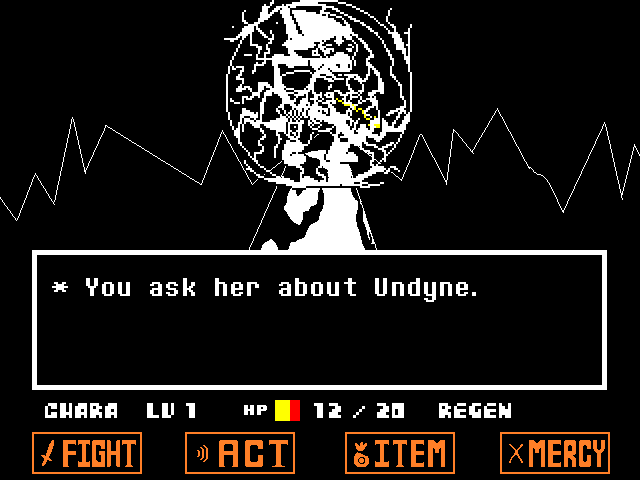 * You ask her about Undyne.
CHARA LV 1 HP 12 / 20 REGEN
FIGHT ACT ITEM MERCY